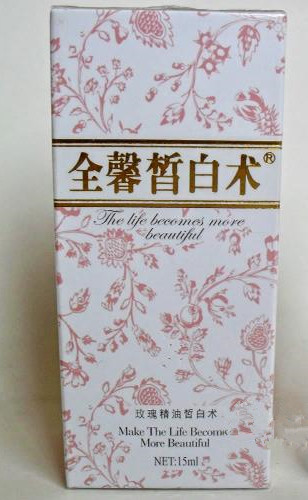 全馨皙白术®
The life becomes more
beautiful
玫瑰精油皙白术
Make The Life Become
More Beautiful
NET:15ml